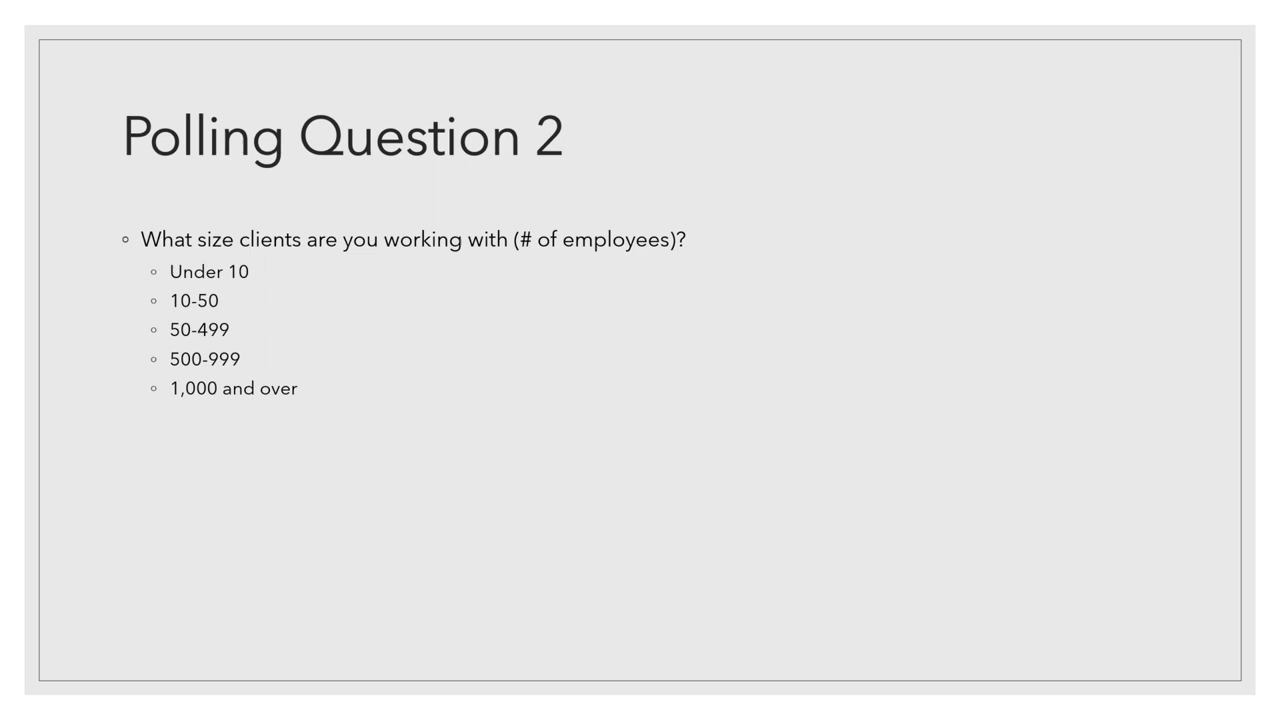 Polling Question 2
◦ What size clients are you working with (# of employees)?
◦ Under 10
◦ 10-50
◦ 50-499
◦ 500-999
◦ 1,000 and over